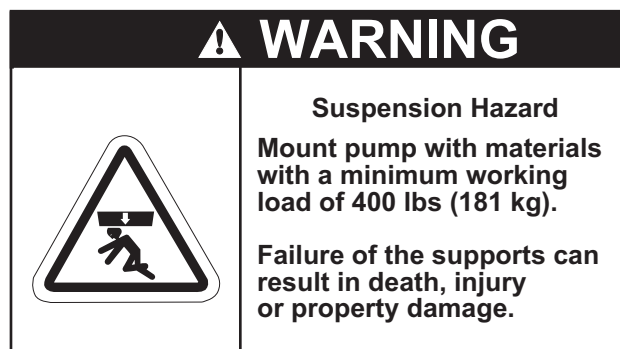 WARNING
Suspension Hazard
Mount pump with materials
with a minimum working
load of 400 lbs (181 kg).
Failure of the supports can
result in death, injury
or property damage.